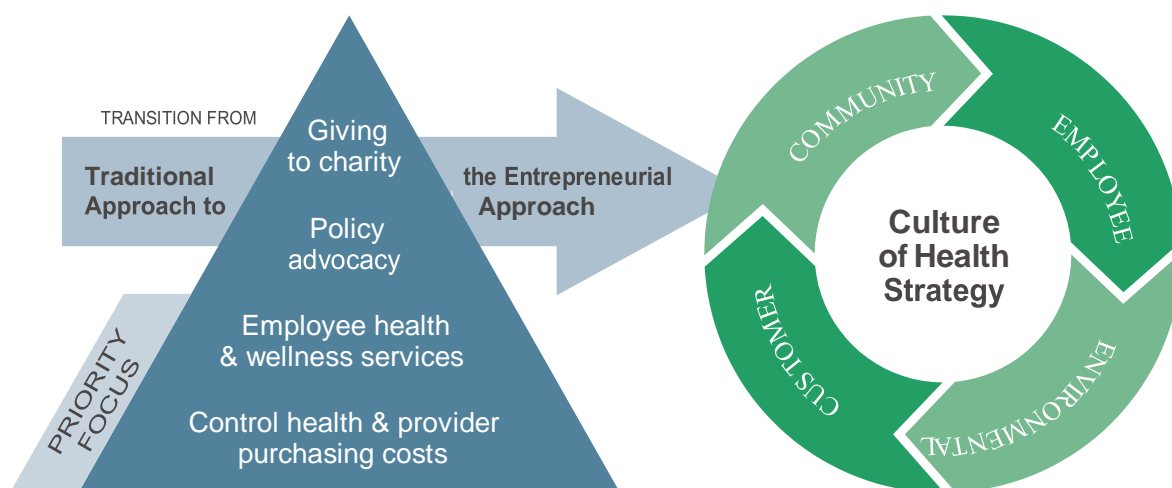 TRANSITION FROM
Traditional
Approach to
the Entrepreneurial
Approach
Giving
to charity
Policy
advocacy
Employee health
& wellness services
Control health & provider
purchasing costs
PRIORITY
FOCUS
COMMUNITY
EMPLOYEE
ENVIRONMENTAL
CUSTOMER
Culture
of Health
Strategy